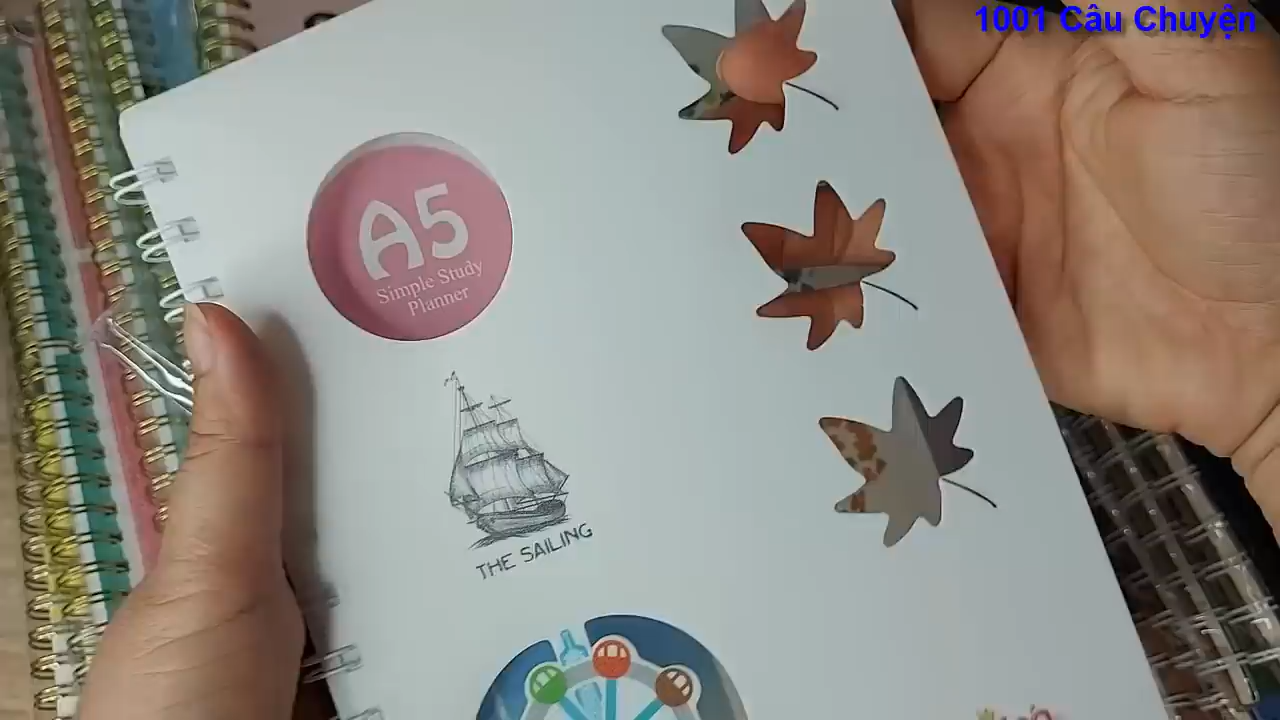 1001 Câu Chuyện
A5
Simple Study
Planner
THE SAILING